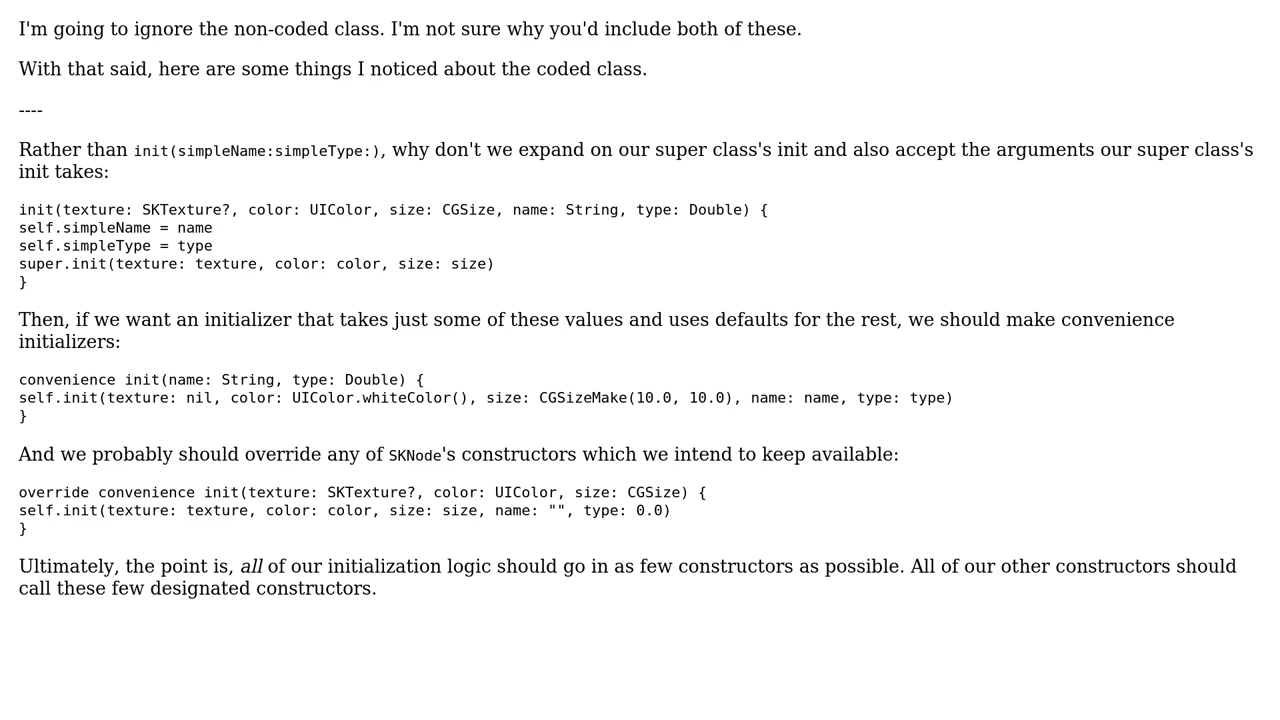 I'm going to ignore the non-coded class. I'm not sure why you'd include both of these.
With that said, here are some things I noticed about the coded class.
----
Rather than init(simpleName:simpleType:), why don't we expand on our super class's init and also accept the arguments our super class's
init takes:
init(texture: SKTexture?, color: UIColor, size: CGSize, name: String, type: Double) {
self.simpleName = name
self.simpleType = type
super.init(texture: texture, color: color, size: size)
}
Then, if we want an initializer that takes just some of these values and uses defaults for the rest, we should make convenience
initializers:
convenience init(name: String, type: Double) {
self.init(texture: nil, color: UIColor.whiteColor(), size: CGSizeMake(10.0, 10.0), name: name, type: type)
}
And we probably should override any of SKNode's constructors which we intend to keep available:
override convenience init(texture: SKTexture?, color: UIColor, size: CGSize) {
self.init(texture: texture, color: color, size: size, name: "", type: 0.0)
}
Ultimately, the point is, all of our initialization logic should go in as few constructors as possible. All of our other constructors should
call these few designated constructors.